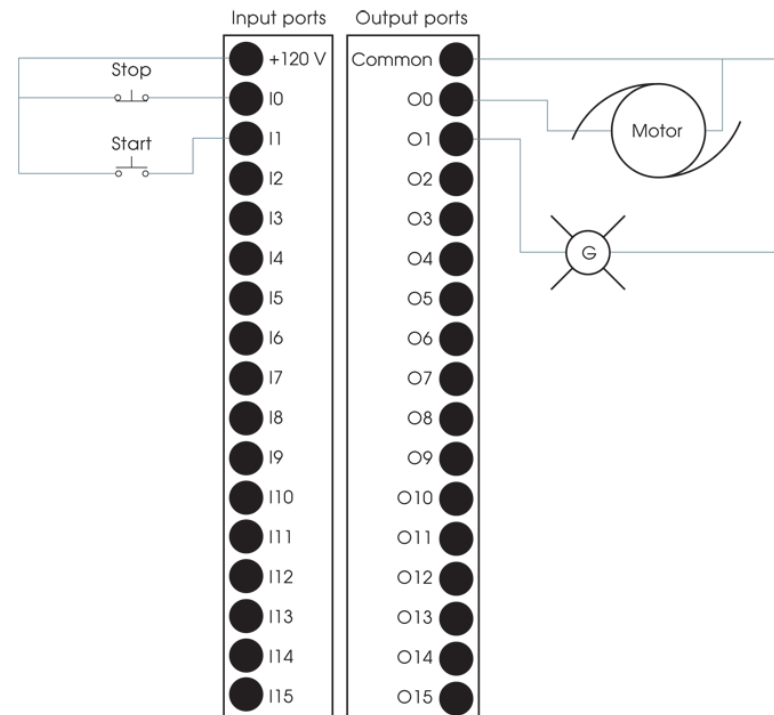 Input ports Output ports
+120 V Common
Stop
I0 O0
Start
I1 O1
Motor
I2 O2
I3 O3
I4 O4
G
I5 O5
I6 O6
I7 O7
I8 O8
I9 O9
I10 O10
I11 O11
I12 O12
I13 O13
I14 O14
I15 O15